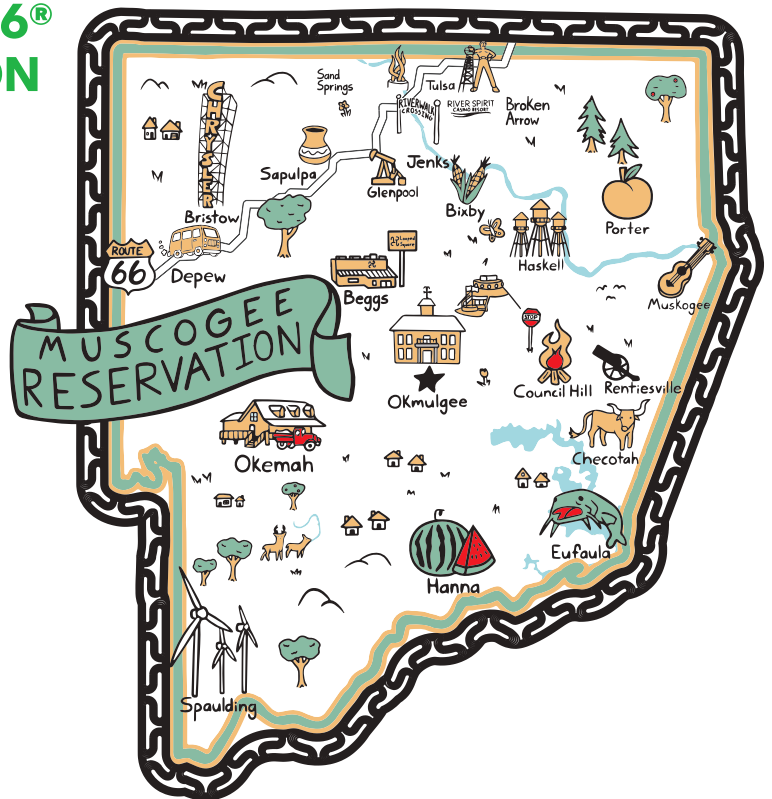 6®
ON
Sand
Springs
Tulsa
RIVERWALK
CROSSING
RIVER SPIRIT
CASINO RESORT
Broken
Arrow
CHRYSLER
Sapulpa
Jenks
Glenpool
Bristow
Bixby
Porter
ROUTE
66
Depew
Haskell
Beggs
Muskogee
STOP
MUSCOGEE
RESERVATION
OKmulgee
Council Hill
Rentiesville
Okemah
Checotah
Eufaula
Hanna
Spaulding